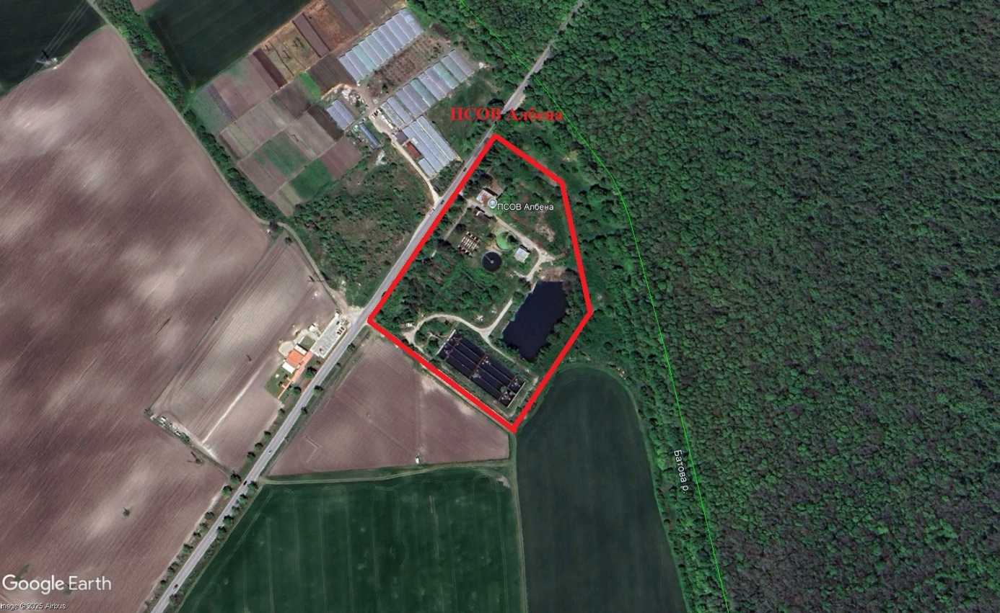 ПСОВ Албена
ПСОВ Албена
Батова р.
Google Earth
Image © 2025 Airbus